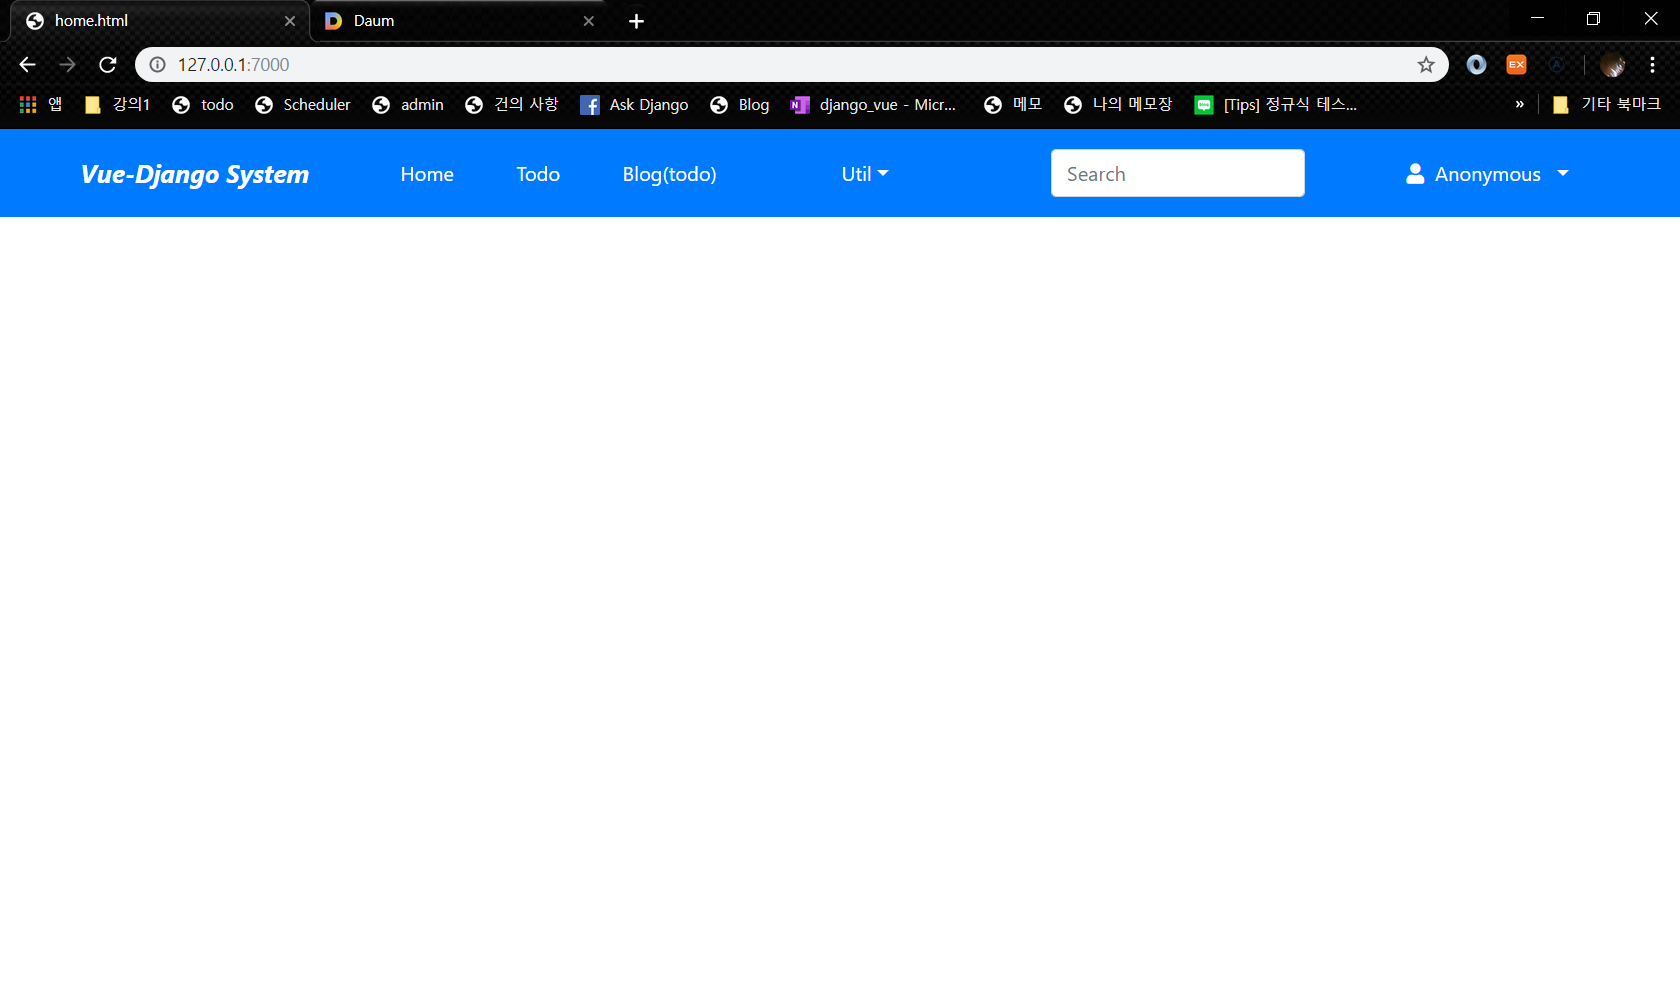 home.html
Daum
127.0.0.1:7000
EX
앱 강의1 todo Scheduler admin 건의 사항 Ask Django Blog django_vue - Micr... 메모 나의 메모장 [Tips] 정규식 테스... » 기타 북마크
Vue-Django System Home Todo Blog(todo) Util Search Anonymous